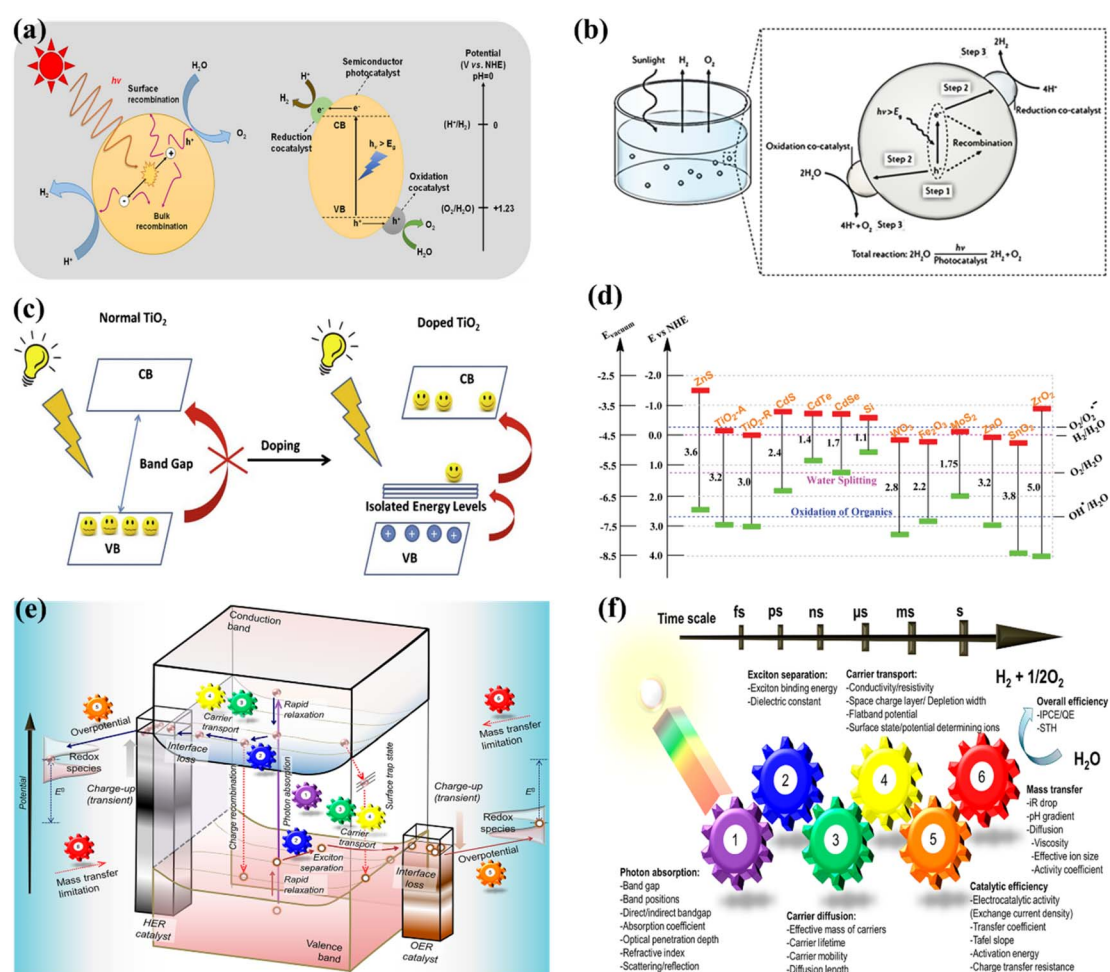 (a)
hν
H₂O
Surface
recombination
h⁺
O₂
H₂
Bulk
recombination
H⁺
Semiconductor
photocatalyst
H⁺
H₂
e⁻
e⁻
CB
Reduction
cocatalyst
hᵥ > Eg
Oxidation
cocatalyst
VB
h⁺
h⁺
O₂
H₂O
Potential
(V vs. NHE)
pH=0
(H⁺/H₂)
0
(O₂/H₂O)
+1.23
(b)
Sunlight
H₂
O₂
2H₂
Step 3
4H⁺
Reduction co-catalyst
Step 2
hν>Eg
e⁻
Recombination
Oxidation co-catalyst
Step 2
2H₂O
h⁺
Step 1
4H⁺+O₂
Step 3
Total reaction: 2H₂O hν Photocatalyst 2H₂+O₂
(c)
Normal TiO₂
Doped TiO₂
CB
CB
Band Gap
Doping
Isolated Energy Levels
VB
VB
(d)
Evacuum
E vs NHE
-2.5
-3.5
-4.5
-5.5
-6.5
-7.5
-8.5
-2.0
-1.0
0.0
1.0
2.0
3.0
4.0
ZnS
TiO₂-A
TiO₂-R
CdS
CdTe
CdSe
Si
WO₃
Fe₂O₃
MoS₂
ZnO
SnO₂
ZrO₂
3.6
3.2
3.0
2.4
1.4
1.7
1.1
2.8
2.2
1.75
3.2
3.8
5.0
O₂/O₂•⁻
H₂/H₂O
O₂/H₂O
OH•/H₂O
Water Splitting
Oxidation of Organics
(e)
Conduction
band
Potential
Overpotential
Redox
species
E⁰
Charge-up
(transient)
Mass transfer
limitation
HER
catalyst
Interface
loss
Carrier
transport
Rapid
relaxation
Charge recombination
Photon absorption
Surface trap state
Carrier
transport
Exciton
separation
Rapid
relaxation
Valence
band
Interface
loss
OER
catalyst
Mass transfer
limitation
Charge-up
(transient)
E⁰
Redox
species
Overpotential
(f)
Time scale
fs
ps
ns
µs
ms
s
H₂ + 1/2O₂
H₂O
Exciton separation:
-Exciton binding energy
-Dielectric constant
Carrier transport:
-Conductivity/resistivity
-Space charge layer/ Depletion width
-Flatband potential
-Surface state/potential determining ions
Overall efficiency
-IPCE/QE
-STH
1
2
3
4
5
6
Mass transfer
-iR drop
-pH gradient
-Diffusion
-Viscosity
-Effective ion size
-Activity coefficient
Photon absorption:
-Band gap
-Band positions
-Direct/indirect bandgap
-Absorption coefficient
-Optical penetration depth
-Refractive index
-Scattering/reflection
Carrier diffusion:
-Effective mass of carriers
-Carrier lifetime
-Carrier mobility
-Diffusion length
Catalytic efficiency
-Electrocatalytic activity
(Exchange current density)
-Transfer coefficient
-Tafel slope
-Activation energy
-Charge transfer resistance